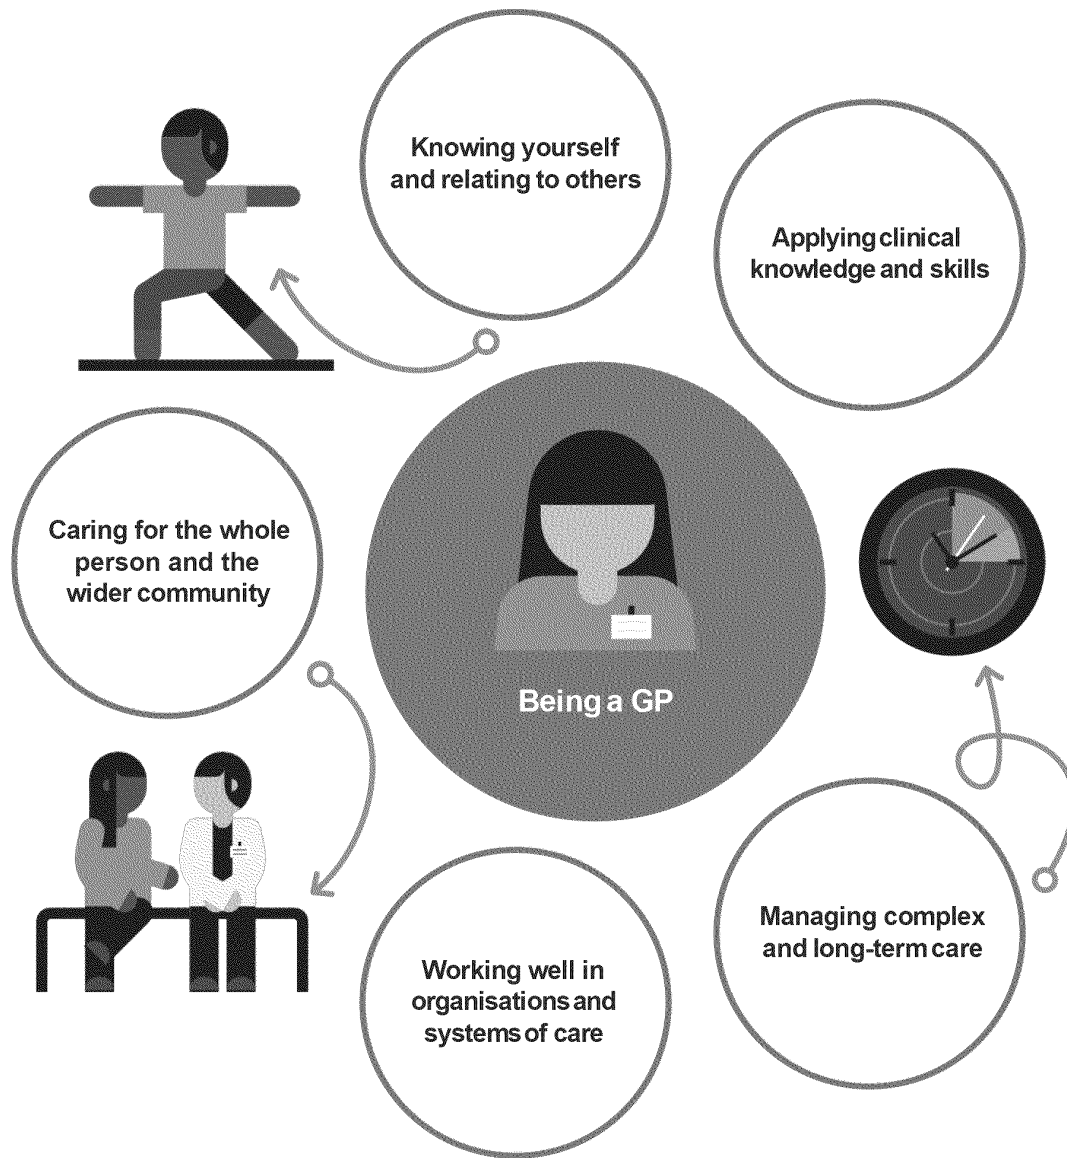 Knowing yourself
and relating to others
Applying clinical
knowledge and skills
Caring for the whole
person and the
wider community
Being a GP
Managing complex
and long-term care
Working well in
organisations and
systems of care